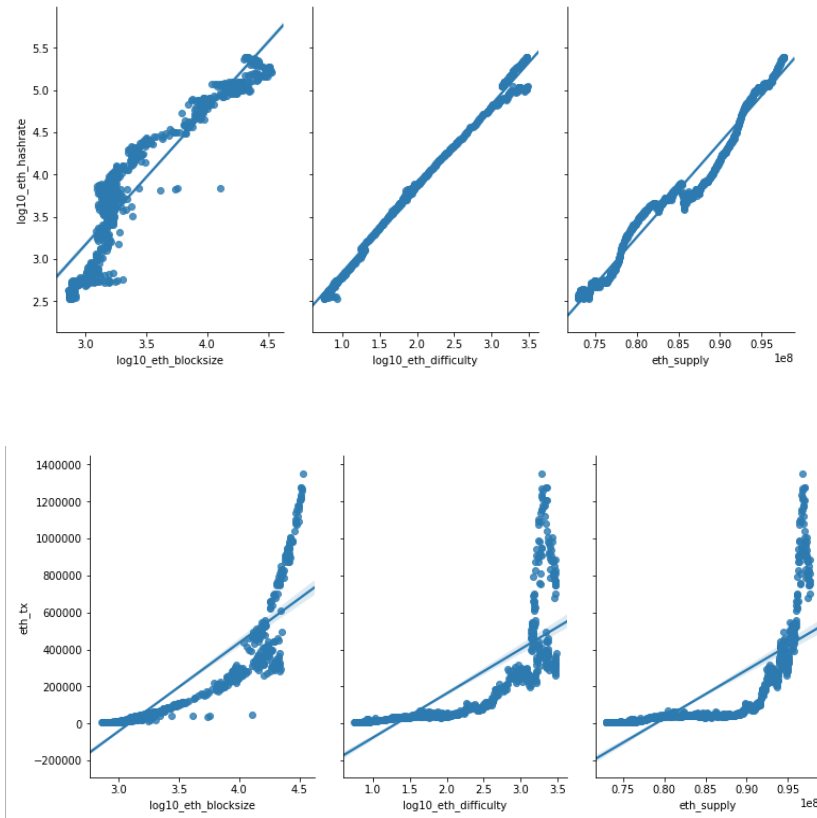 5.5
5.0
4.5
4.0
3.5
3.0
2.5
log10_eth_hashrate
3.0 3.5 4.0 4.5
log10_eth_blocksize
1.0 1.5 2.0 2.5 3.0 3.5
log10_eth_difficulty
0.75 0.80 0.85 0.90 0.95
eth_supply
1e8
1400000
1200000
1000000
800000
600000
400000
200000
0
−200000
eth_tx
3.0 3.5 4.0 4.5
log10_eth_blocksize
1.0 1.5 2.0 2.5 3.0 3.5
log10_eth_difficulty
0.75 0.80 0.85 0.90 0.95
eth_supply
1e8